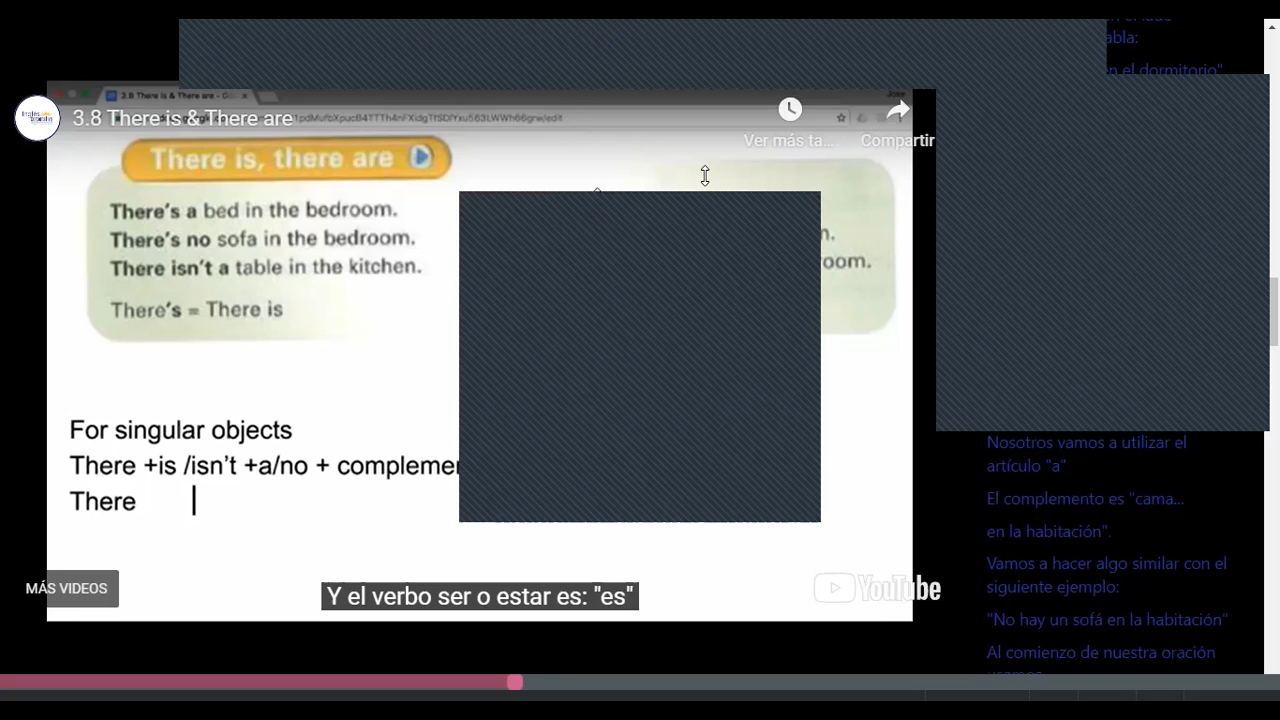 abla:
n el dormitorio"
3.8 There is & There are
Ver más ta...
Compartir
There is, there are
There's a bed in the bedroom.
There's no sofa in the bedroom.
There isn't a table in the kitchen.
There's = There is
m.
room.
For singular objects
There +is /isn't +a/no + complemen
There
Y el verbo ser o estar es: "es"
MÁS VIDEOS
YouTube
Nosotros vamos a utilizar el
artículo "a"
El complemento es "cama...
en la habitación".
Vamos a hacer algo similar con el
siguiente ejemplo:
"No hay un sofá en la habitación"
Al comienzo de nuestra oración